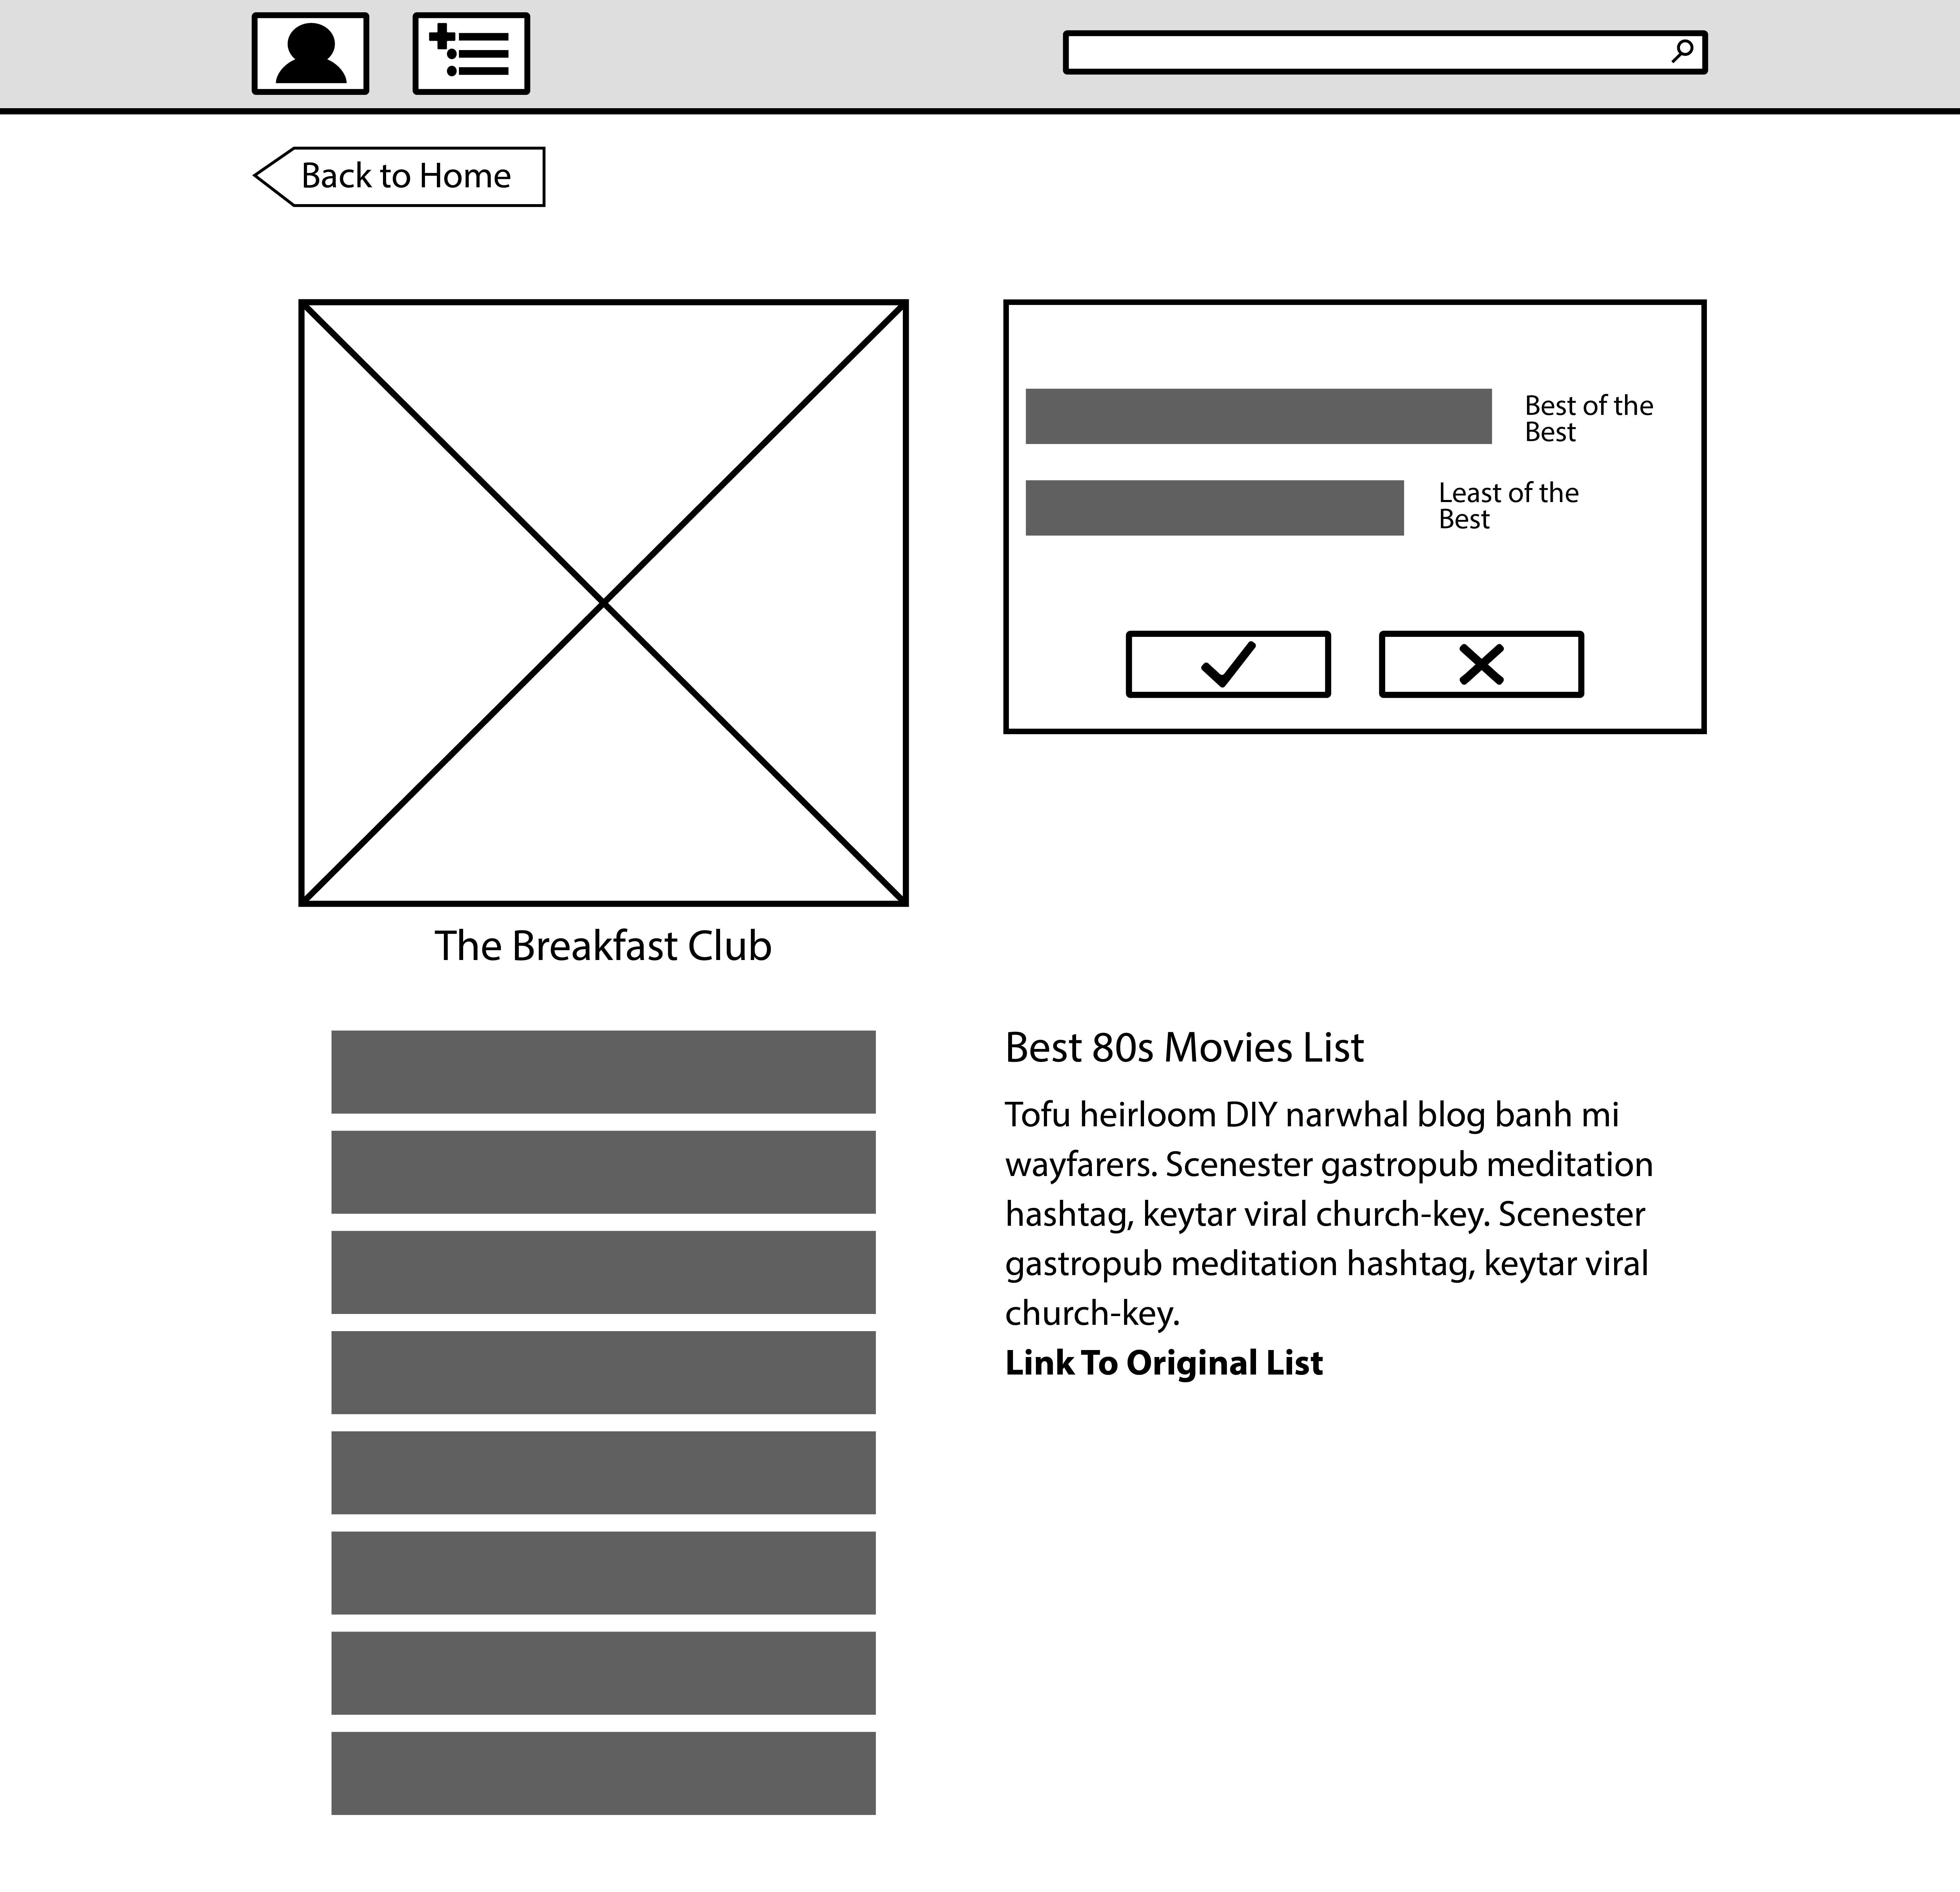 Back to Home
Best of the
Best
Least of the
Best
The Breakfast Club
Best 80s Movies List
Tofu heirloom DIY narwhal blog banh mi
wayfarers. Scenester gastropub meditation
hashtag, keytar viral church-key. Scenester
gastropub meditation hashtag, keytar viral
church-key.
Link To Original List